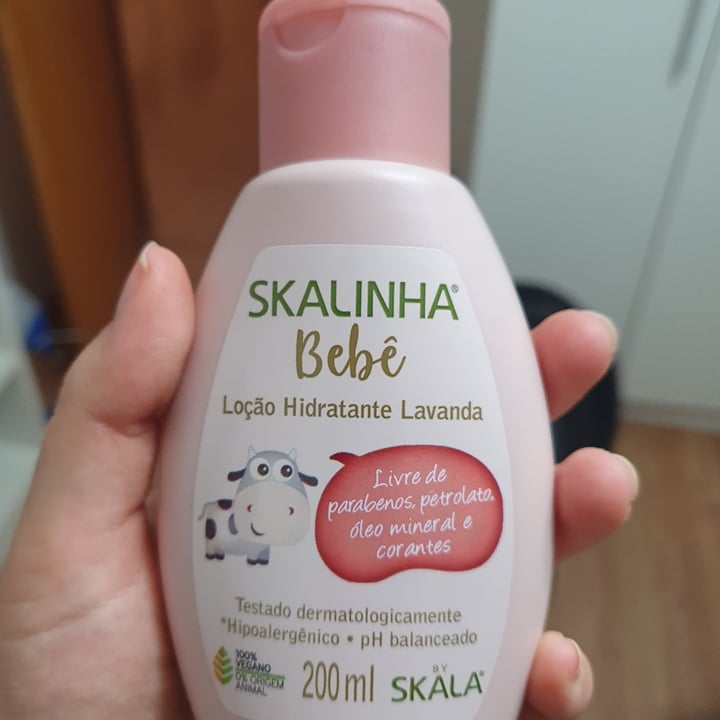 SKALINHA®
Bebê
Loção Hidratante Lavanda
Livre de
parabenos, petrolato,
óleo mineral e
corantes
Testado dermatologicamente
*Hipoalergênico • pH balanceado
100%
VEGANO
0% ORIGEM
ANIMAL
200ml
BY
SKALA®